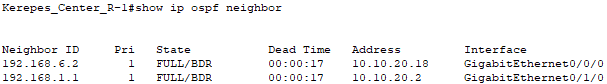 Kerepes_Center_R-1#show ip ospf neighbor
Neighbor ID     Pri   State           Dead Time   Address         Interface
192.168.6.2       1   FULL/BDR        00:00:17    10.10.20.18     GigabitEthernet0/0/0
192.168.1.1       1   FULL/BDR        00:00:17    10.10.20.2      GigabitEthernet0/1/0